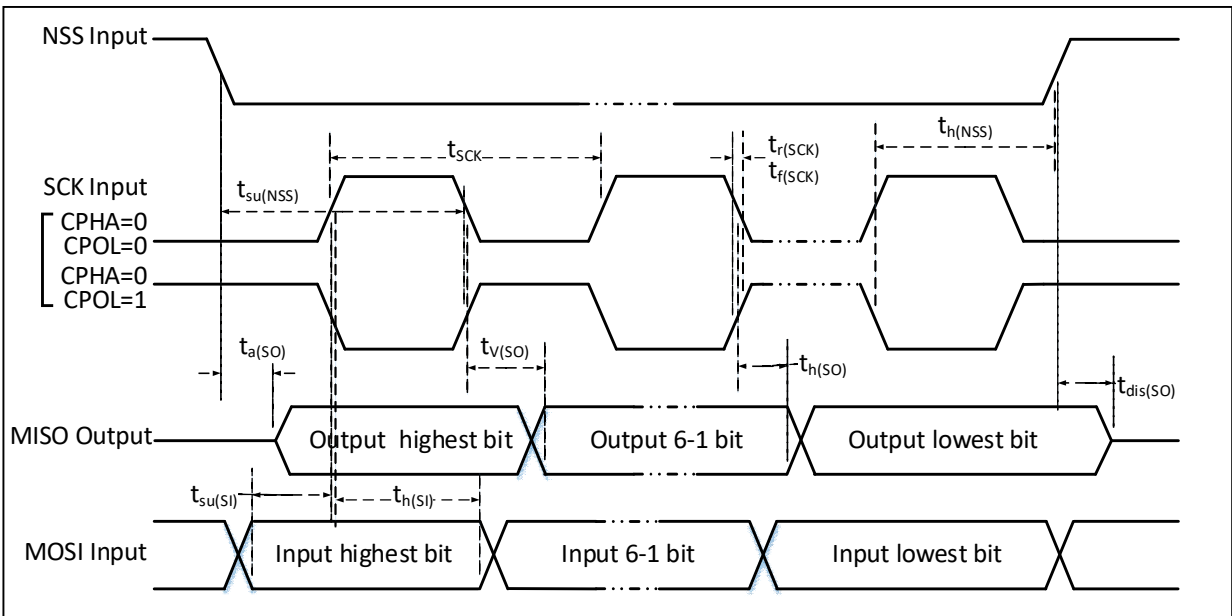 NSS Input
t_h(NSS)
t_SCK
t_r(SCK)
t_f(SCK)
SCK Input
t_su(NSS)
CPHA=0
CPOL=0
CPHA=0
CPOL=1
t_a(SO)
t_V(SO)
t_h(SO)
t_dis(SO)
MISO Output
Output highest bit
Output 6-1 bit
Output lowest bit
t_su(SI)
t_h(SI)
MOSI Input
Input highest bit
Input 6-1 bit
Input lowest bit